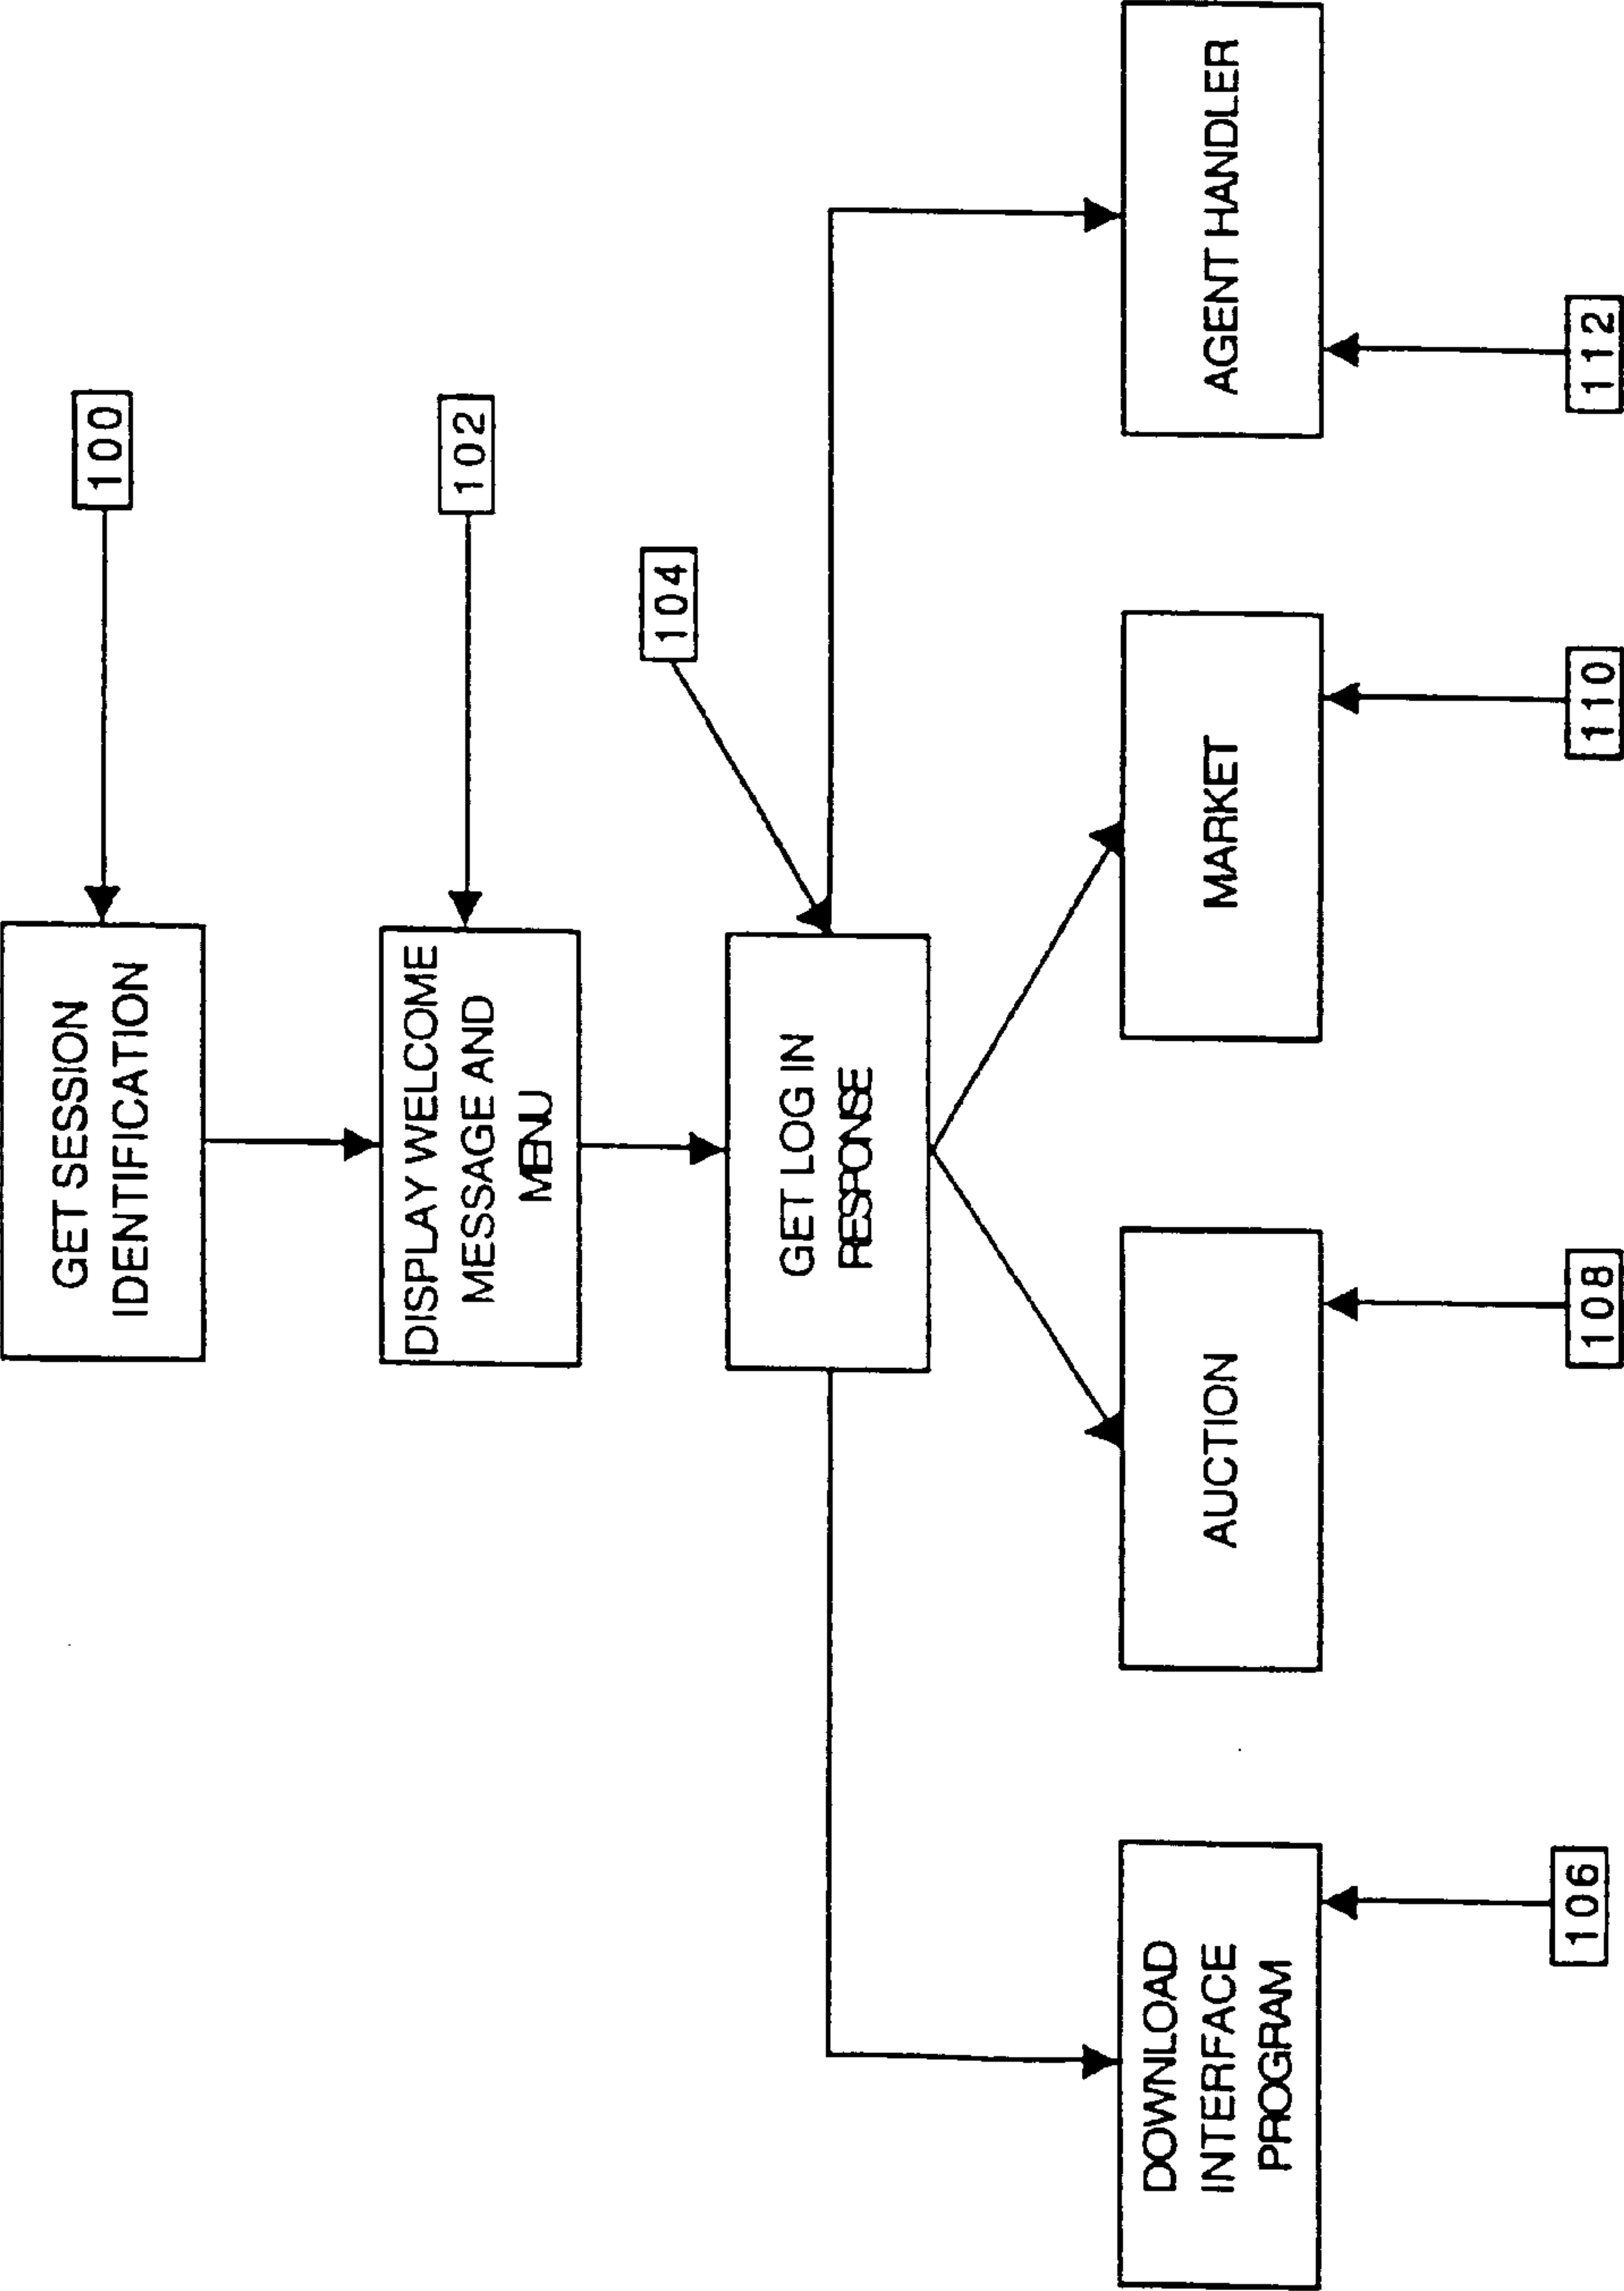 GET SESSION
IDENTIFICATION
100
DISPLAY WELCOME
MESSAGE AND
MENU
102
GET LOG IN
RESPONSE
104
DOWNLOAD
INTERFACE
PROGRAM
AUCTION
MARKET
AGENT HANDLER
106
108
110
112